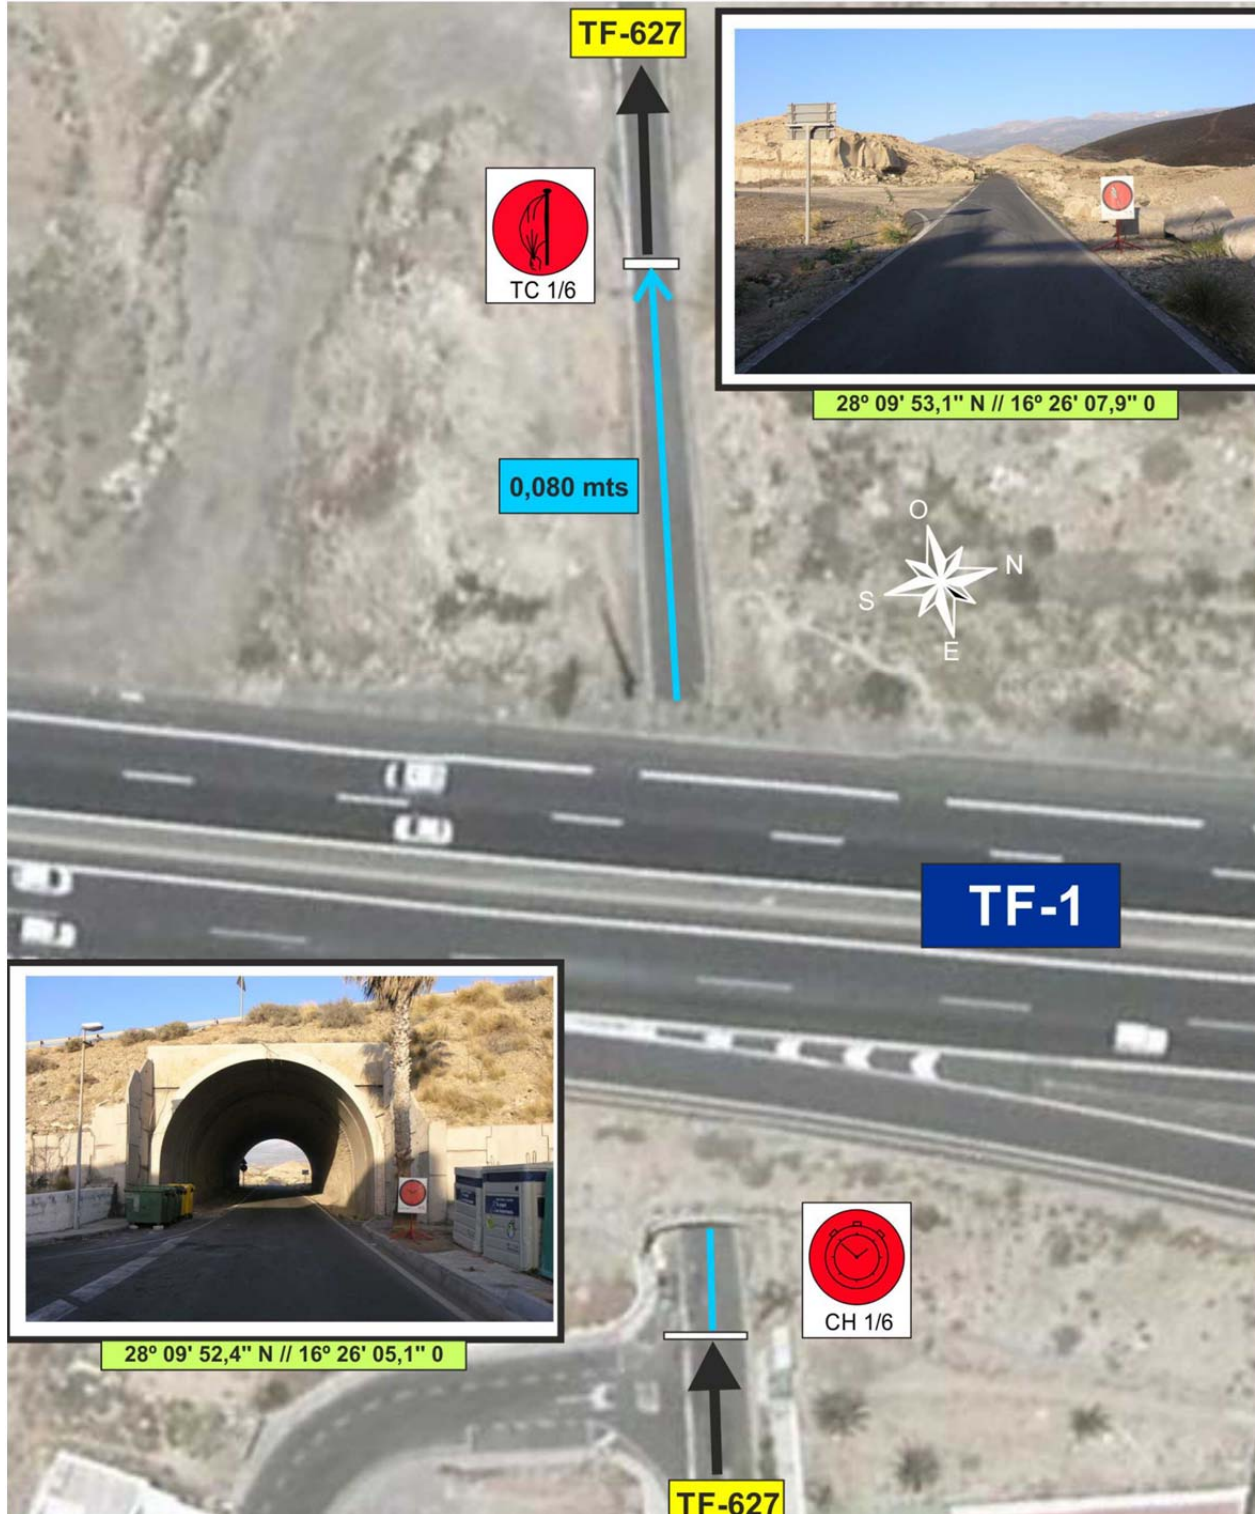 TF-627
TC 1/6
28º 09' 53,1" N // 16º 26' 07,9" 0
0,080 mts
O
N
S
E
TF-1
28º 09' 52,4" N // 16º 26' 05,1" 0
CH 1/6
TF-627